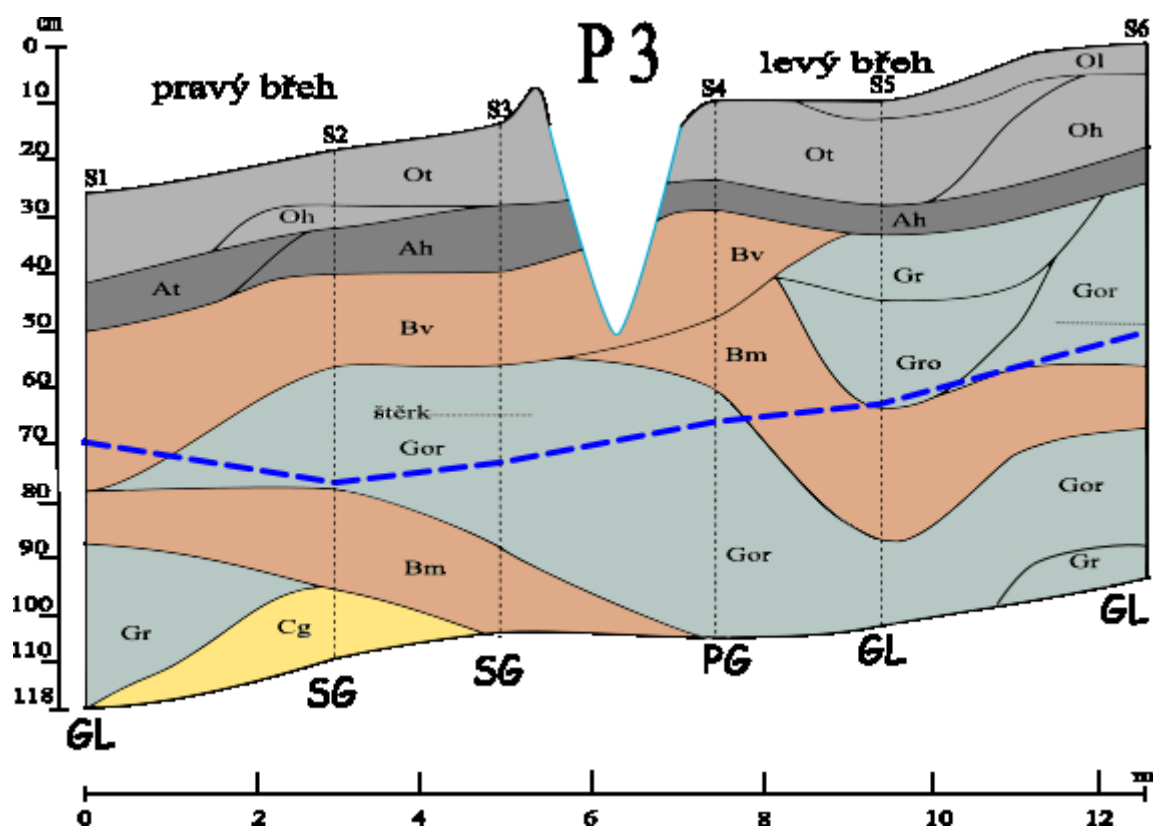 cm
P 3
pravý břeh
levý břeh
S1
S2
S3
S4
S5
S6
0
10
20
30
40
50
60
70
80
90
100
110
118
Ol
Oh
Ot
Ot
Oh
Ah
Ah
At
Bv
Bv
Gr
Gor
Bm
Gro
štěrk
Gor
Gor
Gor
Bm
Gr
Gr
Cg
GL
SG
SG
PG
GL
GL
m
0
2
4
6
8
10
12